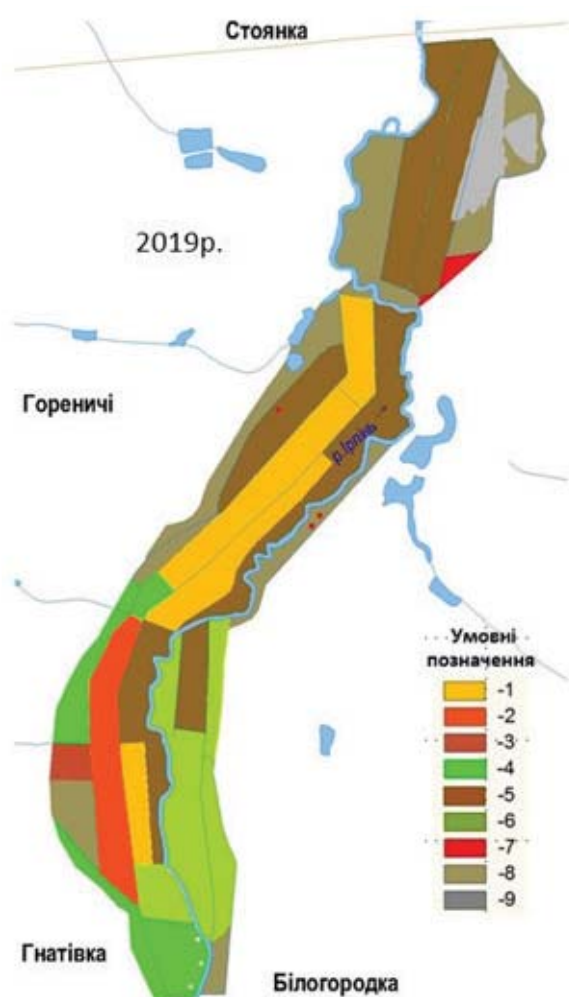 Стоянка
2019р.
Гореничі
р. Ірпінь
Умовні
позначення
-1
-2
-3
-4
-5
-6
-7
-8
-9
Гнатівка
Білогородка